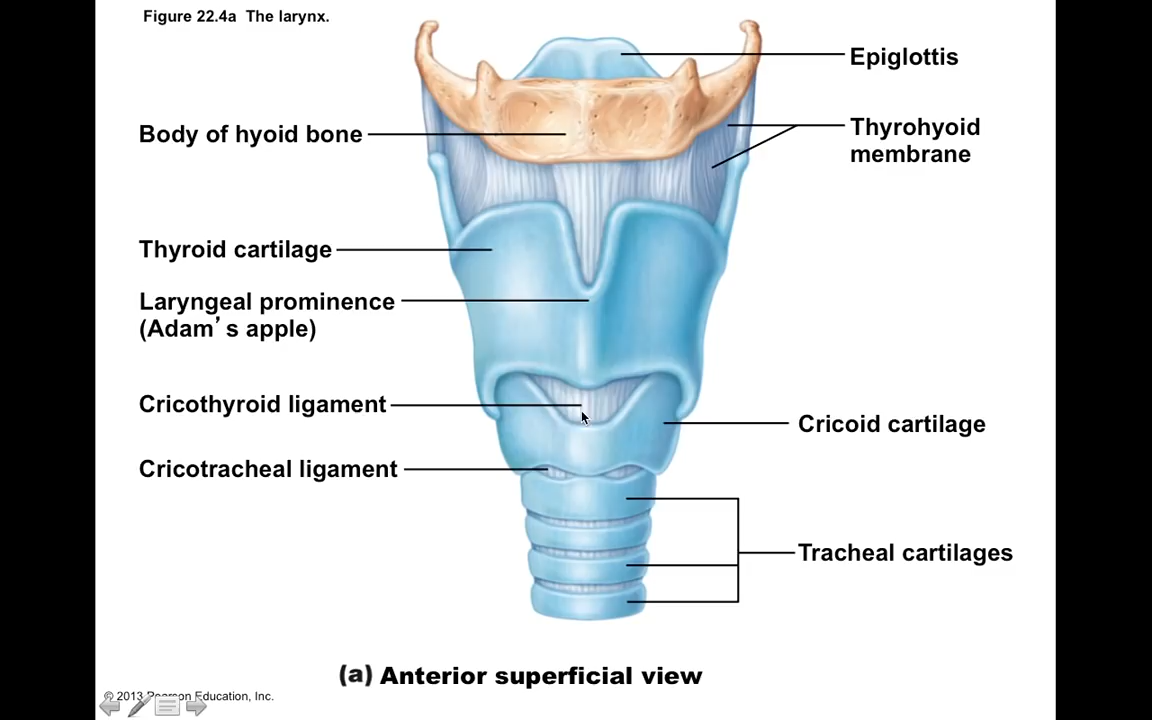 Figure 22.4a The larynx.
Epiglottis
Body of hyoid bone
Thyrohyoid
membrane
Thyroid cartilage
Laryngeal prominence
(Adam's apple)
Cricothyroid ligament
Cricoid cartilage
Cricotracheal ligament
Tracheal cartilages
(a) Anterior superficial view
© 2013 Pearson Education, Inc.